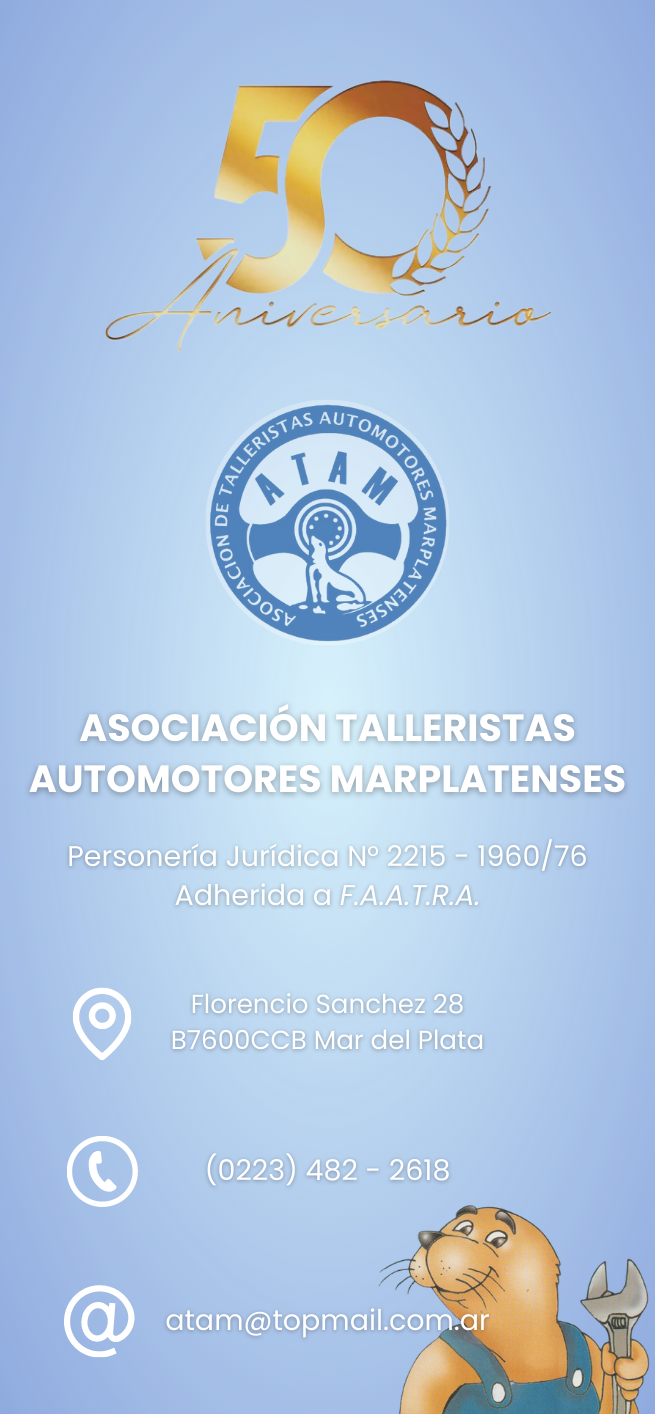 50
Aniversario
ASOCIACION DE TALLERISTAS AUTOMOTORES MARPLATENSES
ATAM
ASOCIACIÓN TALLERISTAS
AUTOMOTORES MARPLATENSES
Personería Jurídica Nº 2215 - 1960/76
Adherida a F.A.A.T.R.A.
Florencio Sanchez 28
B7600CCB Mar del Plata
(0223) 482 - 2618
@ atam@topmail.com.ar